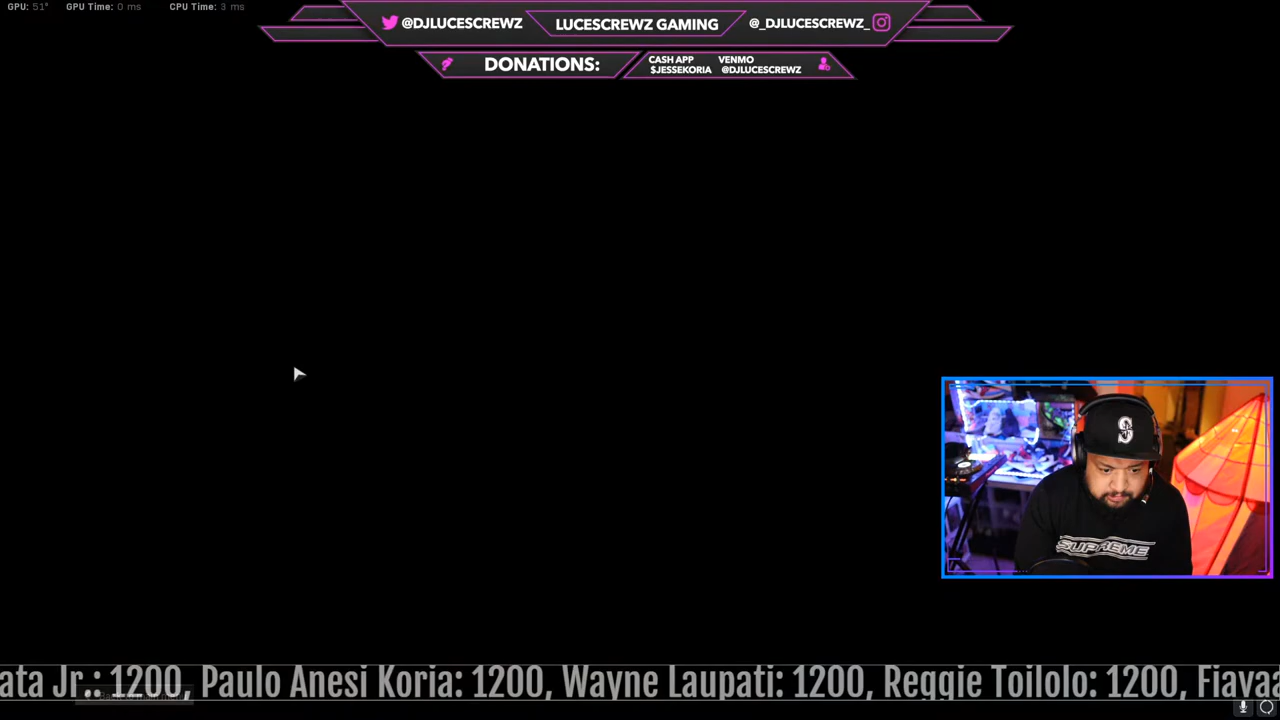 GPU: 51° GPU Time: 0 ms CPU Time: 3 ms
@DJLUCESCREWZ
LUCESCREWZ GAMING
@_DJLUCESCREWZ_
DONATIONS:
CASH APP
$JESSEKORIA
VENMO
@DJLUCESCREWZ
S
SUPREME
ata Jr.: 1200, Paulo Anesi Koria: 1200, Wayne Laupati: 1200, Reggie Toilolo: 1200, Fiavaa